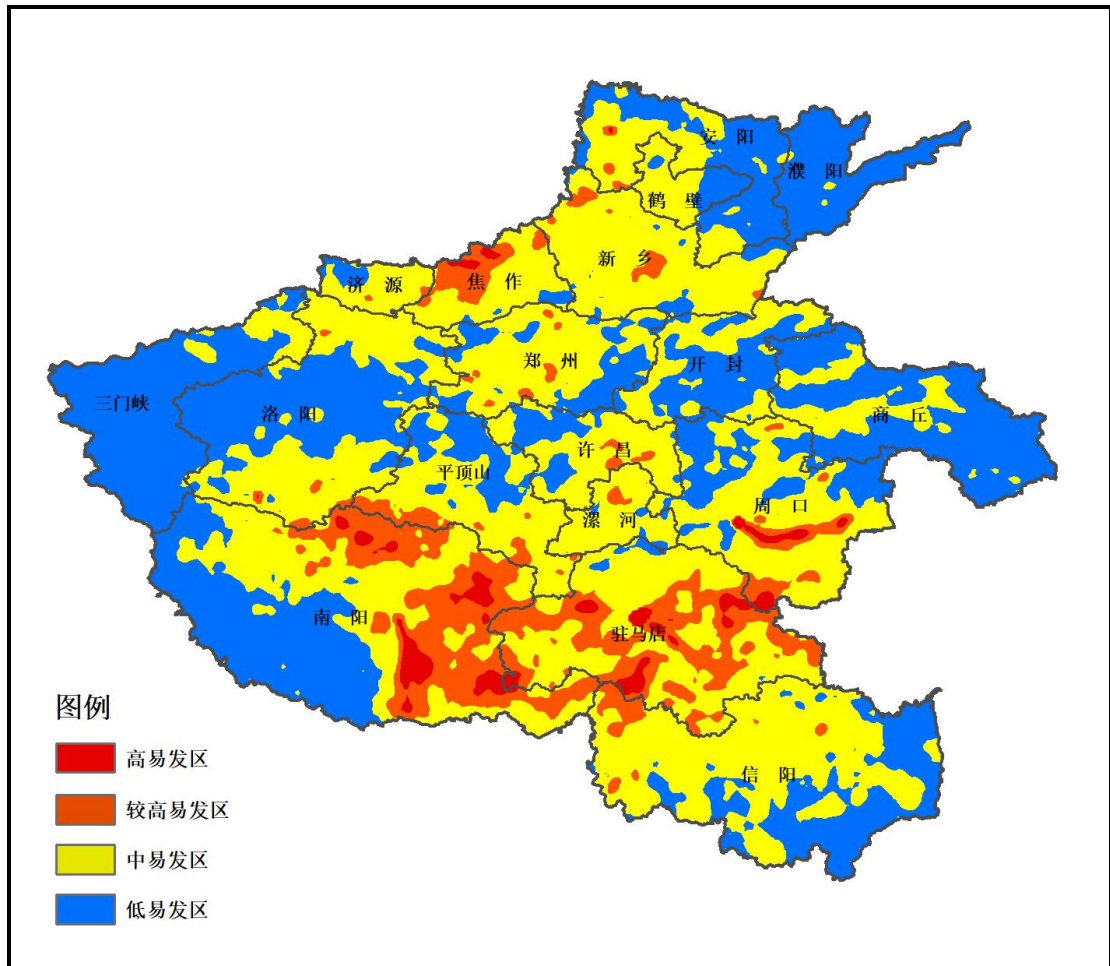 安 阳
濮 阳
鹤 壁
新 乡
济 源
焦 作
郑 州
开 封
三门峡
洛 阳
商 丘
许 昌
平顶山
周 口
漯 河
南 阳
驻马店
信 阳
图例
高易发区
较高易发区
中易发区
低易发区